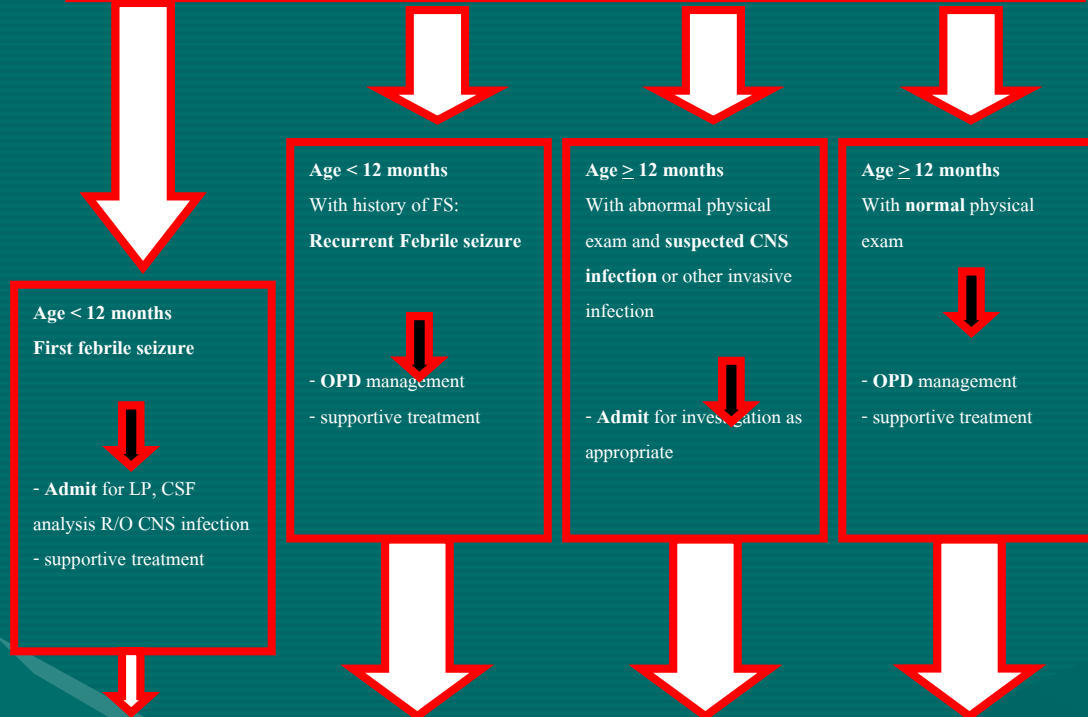 Age < 12 months
First febrile seizure
- Admit for LP, CSF
analysis R/O CNS infection
- supportive treatment
Age < 12 months
With history of FS:
Recurrent Febrile seizure
- OPD management
- supportive treatment
Age ≥ 12 months
With abnormal physical
exam and suspected CNS
infection or other invasive
infection
- Admit for investigation as
appropriate
Age ≥ 12 months
With normal physical
exam
- OPD management
- supportive treatment